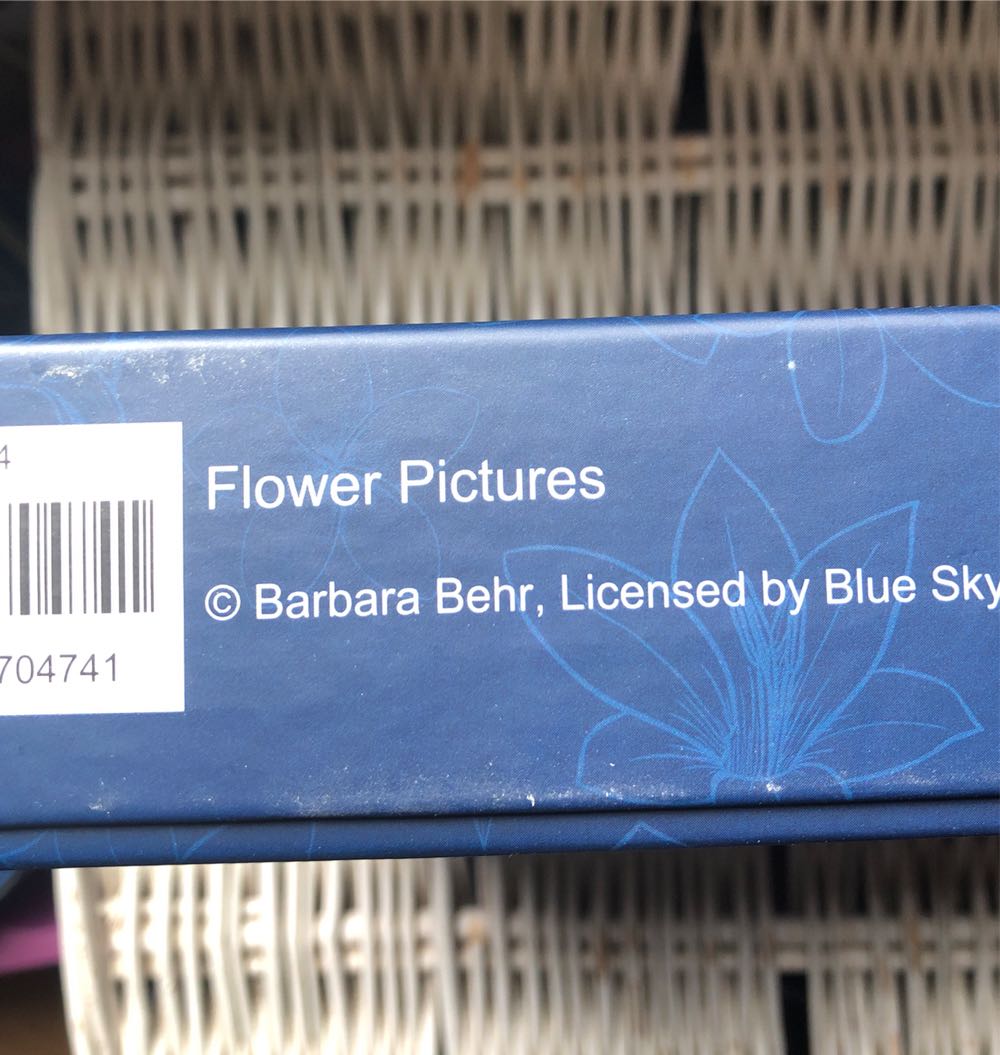 4
704741
Flower Pictures
© Barbara Behr, Licensed by Blue Sky